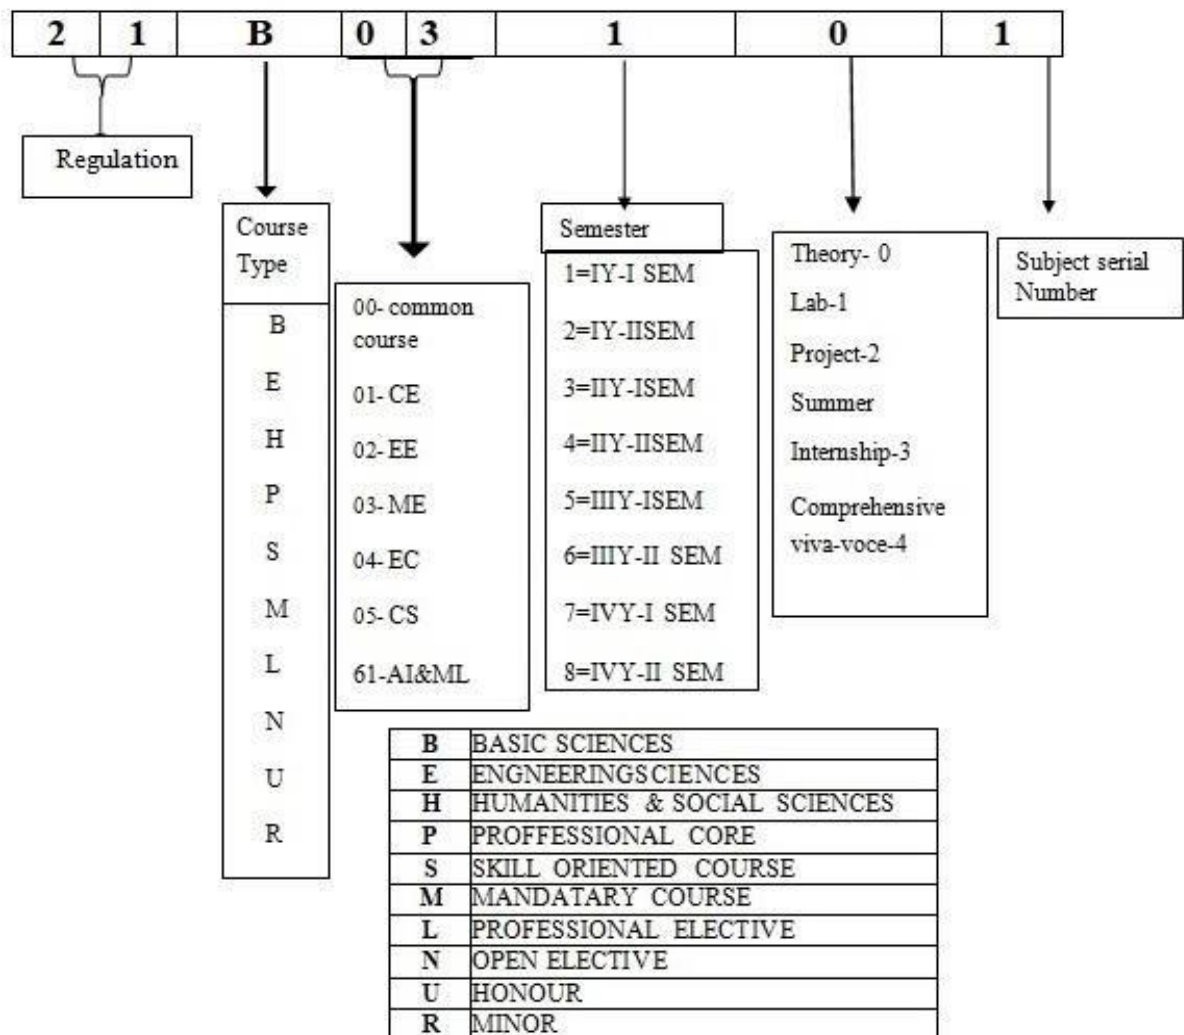 2 1 B 0 3 1 0 1
Regulation
Course
Type
B
E
H
P
S
M
L
N
U
R
00- common
course
01- CE
02- EE
03- ME
04- EC
05- CS
61-AI&ML
Semester
1=IY-I SEM
2=IY-IISEM
3=IIY-ISEM
4=IIY-IISEM
5=IIIY-ISEM
6=IIIY-II SEM
7=IVY-I SEM
8=IVY-II SEM
Theory- 0
Lab-1
Project-2
Summer
Internship-3
Comprehensive
viva-voce-4
Subject serial
Number
B BASIC SCIENCES
E ENGNEERINGSCIENCES
H HUMANITIES & SOCIAL SCIENCES
P PROFFESSIONAL CORE
S SKILL ORIENTED COURSE
M MANDATARY COURSE
L PROFESSIONAL ELECTIVE
N OPEN ELECTIVE
U HONOUR
R MINOR